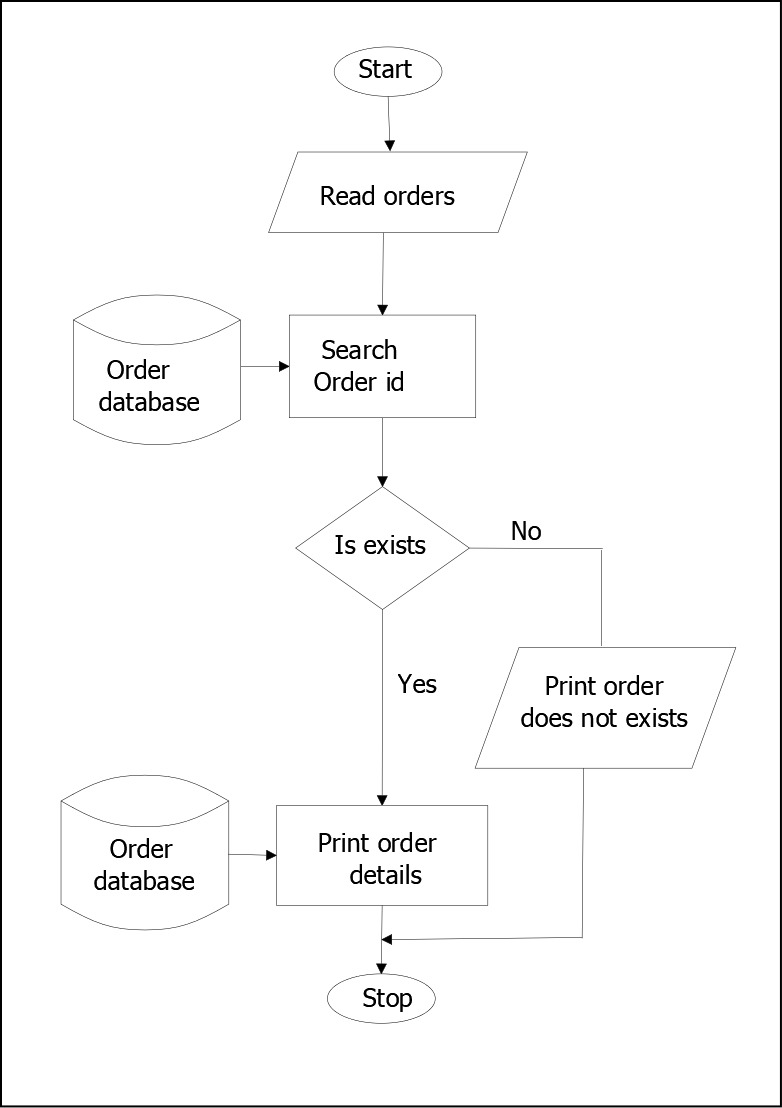 Start
Read orders
Search
Order id
Order
database
Is exists
No
Yes
Print order
does not exists
Order
database
Print order
details
Stop